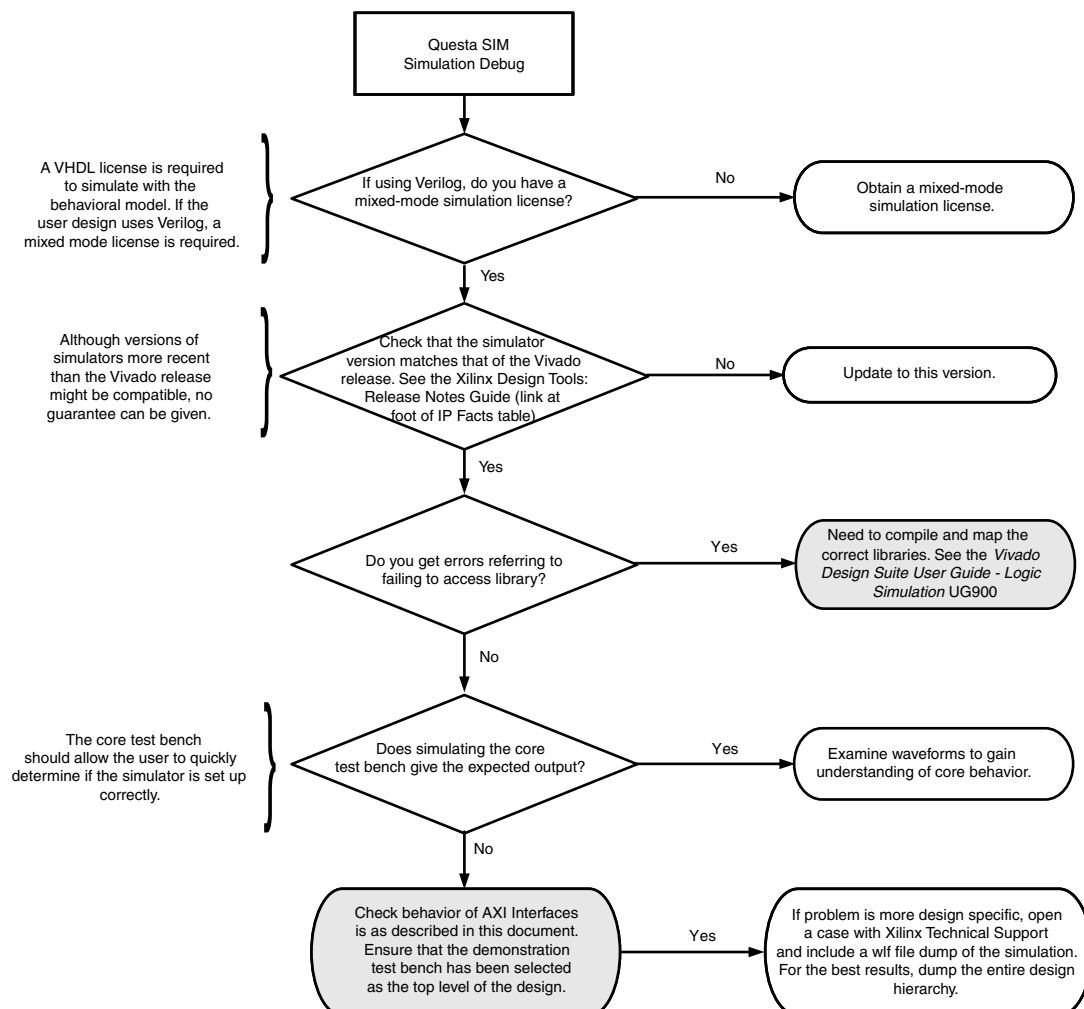 Questa SIM
Simulation Debug
A VHDL license is required
to simulate with the
behavioral model. If the
user design uses Verilog, a
mixed mode license is required.
If using Verilog, do you have a
mixed-mode simulation license?
No
Obtain a mixed-mode
simulation license.
Yes
Although versions of
simulators more recent
than the Vivado release
might be compatible, no
guarantee can be given.
Check that the simulator
version matches that of the Vivado
release. See the Xilinx Design Tools:
Release Notes Guide (link at
foot of IP Facts table)
No
Update to this version.
Yes
Do you get errors referring to
failing to access library?
Yes
Need to compile and map the
correct libraries. See the Vivado
Design Suite User Guide - Logic
Simulation UG900
No
The core test bench
should allow the user to quickly
determine if the simulator is set up
correctly.
Does simulating the core
test bench give the expected output?
Yes
Examine waveforms to gain
understanding of core behavior.
No
Check behavior of AXI Interfaces
is as described in this document.
Ensure that the demonstration
test bench has been selected
as the top level of the design.
Yes
If problem is more design specific, open
a case with Xilinx Technical Support
and include a wlf file dump of the simulation.
For the best results, dump the entire design
hierarchy.